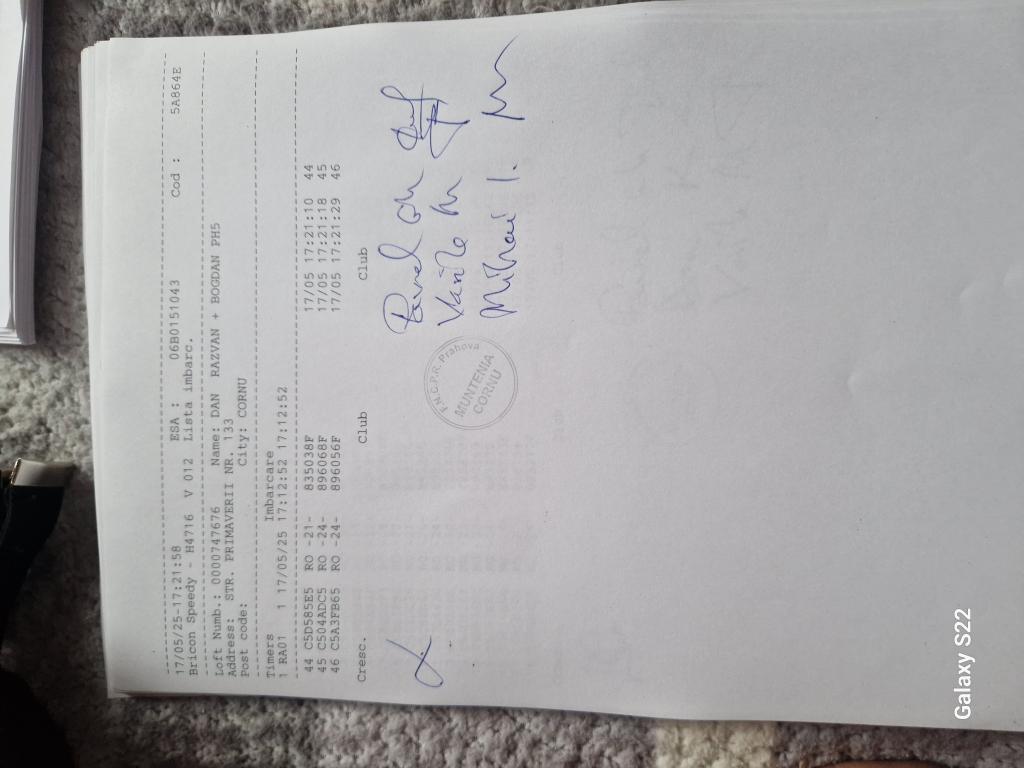 17/05/25-17:21:58 ESA : 06B0151043 Cod : 5A864E
Bricon Speedy - H4716 V 012 Lista imbarc.
Loft Numb.: 0000747676 Name: DAN RAZVAN + BOGDAN PH5
Address: STR. PRIMAVERII NR. 133
Post code: City: CORNU
Timers Imbarcare
1 RA01 1 17/05/25 17:12:52 17:12:52
44 C5D585E5 RO -21- 835038F 17/05 17:21:10 44
45 C504ADC5 RO -24- 896068F 17/05 17:21:18 45
46 C5A3FB65 RO -24- 896056F 17/05 17:21:29 46
Cresc. Club Club
F.N.C.P.R. Prahova
MUNTENIA
CORNU
Pavel
Mihai I.
Galaxy S22